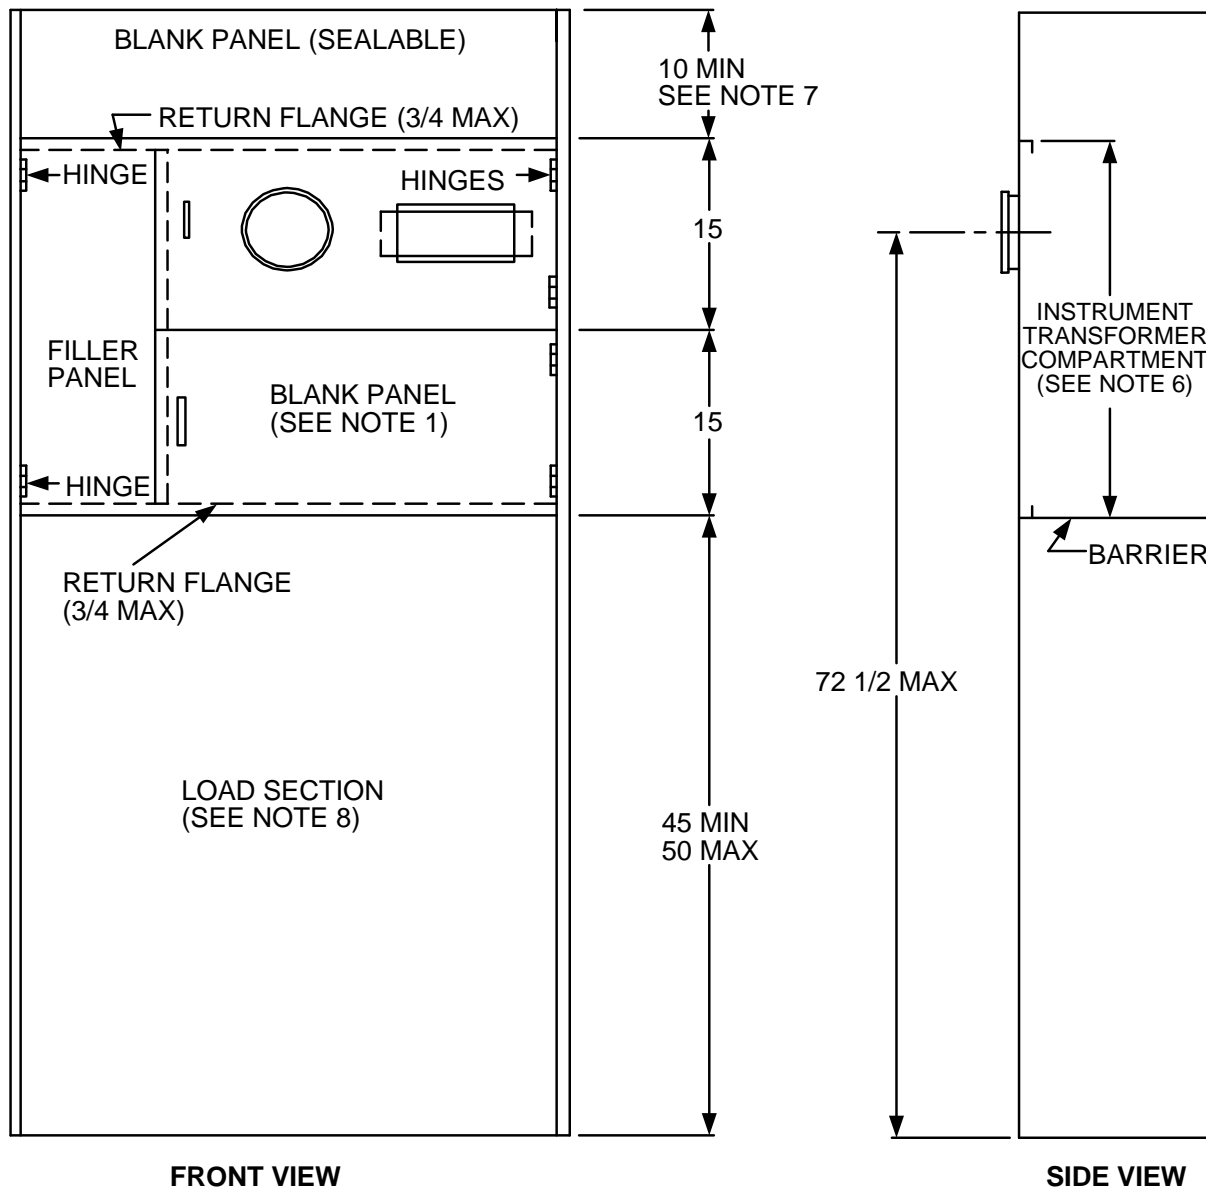 BLANK PANEL (SEALABLE)
10 MIN
SEE NOTE 7
RETURN FLANGE (3/4 MAX)
HINGE
HINGES
15
INSTRUMENT
TRANSFORMER
COMPARTMENT
(SEE NOTE 6)
FILLER
PANEL
BLANK PANEL
(SEE NOTE 1)
15
HINGE
BARRIER
RETURN FLANGE
(3/4 MAX)
72 1/2 MAX
LOAD SECTION
(SEE NOTE 8)
45 MIN
50 MAX
FRONT VIEW
SIDE VIEW